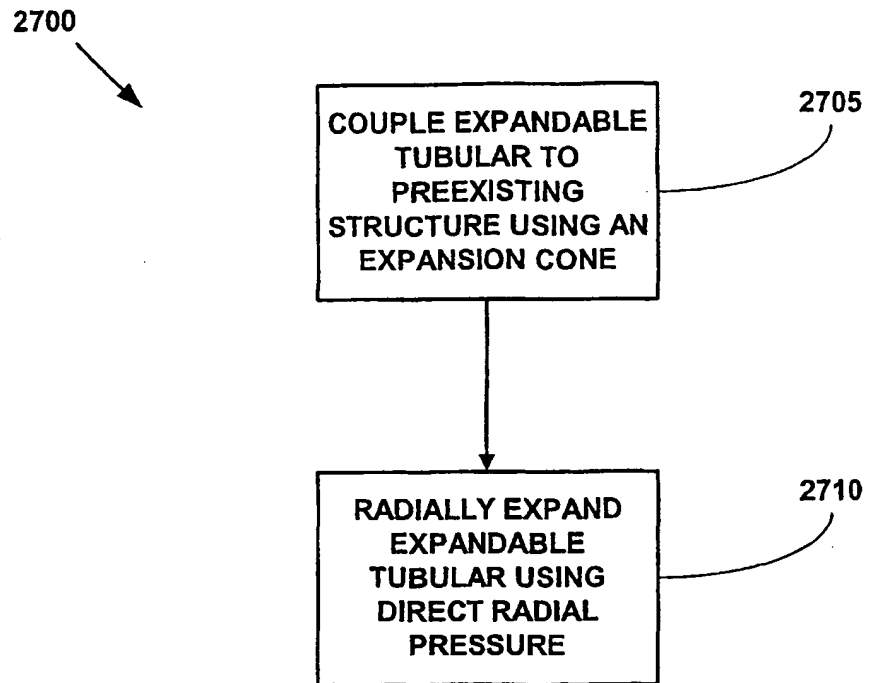 2700
COUPLE EXPANDABLE
TUBULAR TO
PREEXISTING
STRUCTURE USING AN
EXPANSION CONE
2705
RADIALLY EXPAND
EXPANDABLE
TUBULAR USING
DIRECT RADIAL
PRESSURE
2710